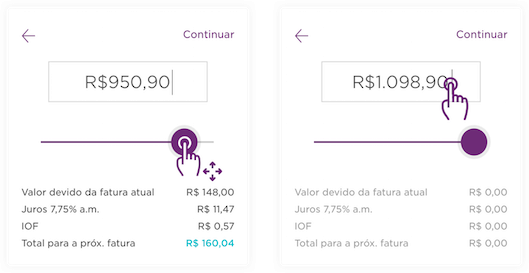 Continuar
R$950,90
Valor devido da fatura atual R$ 148,00
Juros 7,75% a.m. R$ 11,47
IOF R$ 0,57
Total para a próx. fatura R$ 160,04
Continuar
R$1.098,90
Valor devido da fatura atual R$ 0,00
Juros 7,75% a.m. R$ 0,00
IOF R$ 0,00
Total para a próx. fatura R$ 0,00